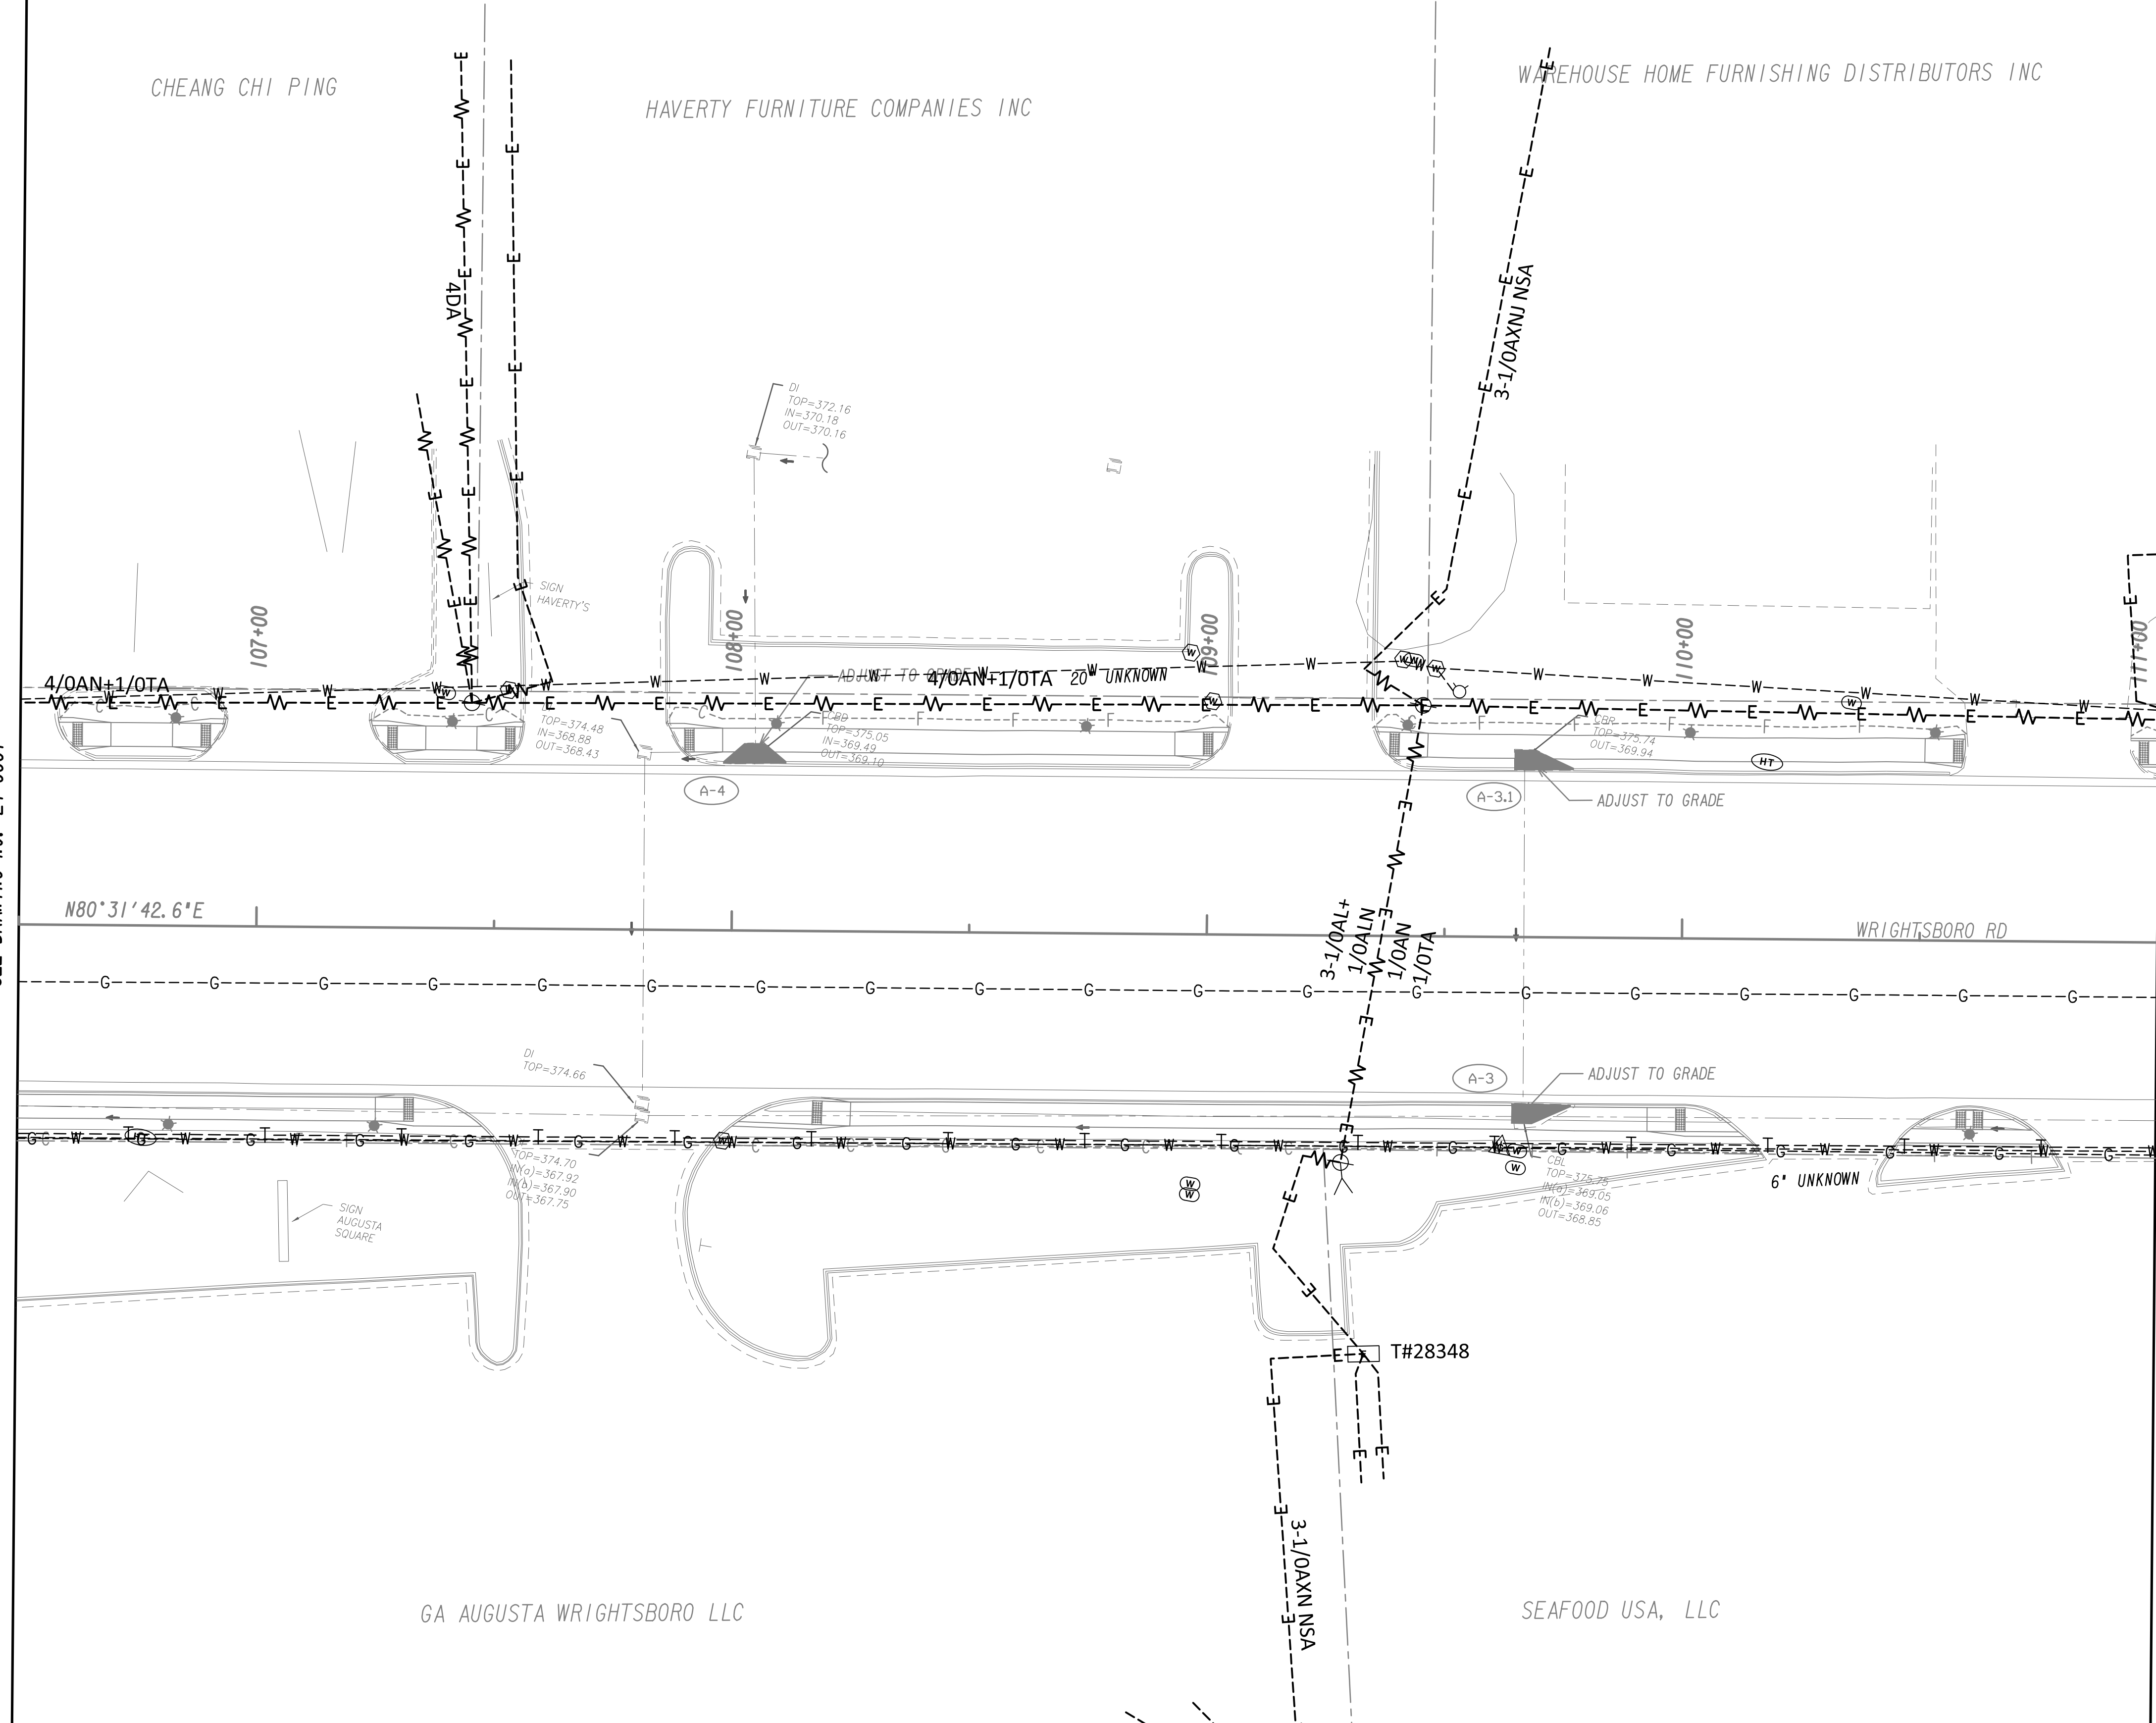 CHEANG CHI PING
HAVERTY FURNITURE COMPANIES INC
WAREHOUSE HOME FURNISHING DISTRIBUTORS INC
4DA
3-1/0AXNJ NSA
DI
TOP=372.16
IN=370.18
OUT=370.16
SIGN
HAVERTY'S
107+00
108+00
109+00
110+00
111+00
4/0AN+1/0TA
ADJUST TO GRADE
4/0AN+1/0TA
20" UNKNOWN
TOP=374.48
IN=368.88
OUT=368.43
CBD
TOP=375.05
IN=369.49
OUT=369.10
CBR
TOP=375.74
OUT=369.94
HT
A-4
A-3.1
ADJUST TO GRADE
N80°31'42.6"E
WRIGHTSBORO RD
3-1/0AL+
1/0ALN
1/0AN
1/0TA
DI
TOP=374.66
A-3
ADJUST TO GRADE
TOP=374.70
IN(a)=367.92
IN(b)=367.90
OUT=367.75
CBL
TOP=375.75
IN(a)=369.05
IN(b)=369.06
OUT=368.85
6" UNKNOWN
SIGN
AUGUSTA
SQUARE
T#28348
3-1/0AXN NSA
GA AUGUSTA WRIGHTSBORO LLC
SEAFOOD USA, LLC